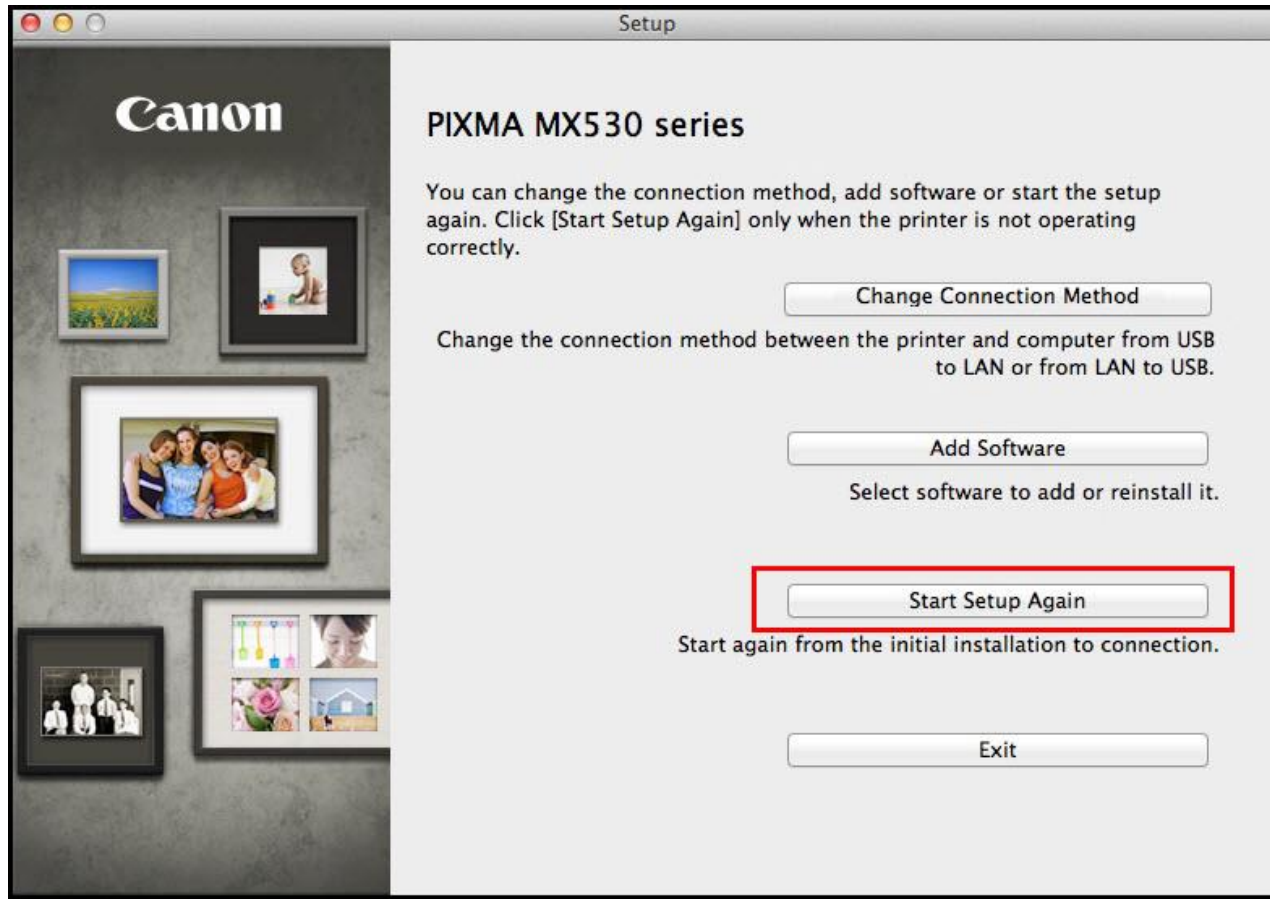 Setup
Canon
PIXMA MX530 series
You can change the connection method, add software or start the setup
again. Click [Start Setup Again] only when the printer is not operating
correctly.
Change Connection Method
Change the connection method between the printer and computer from USB
to LAN or from LAN to USB.
Add Software
Select software to add or reinstall it.
Start Setup Again
Start again from the initial installation to connection.
Exit